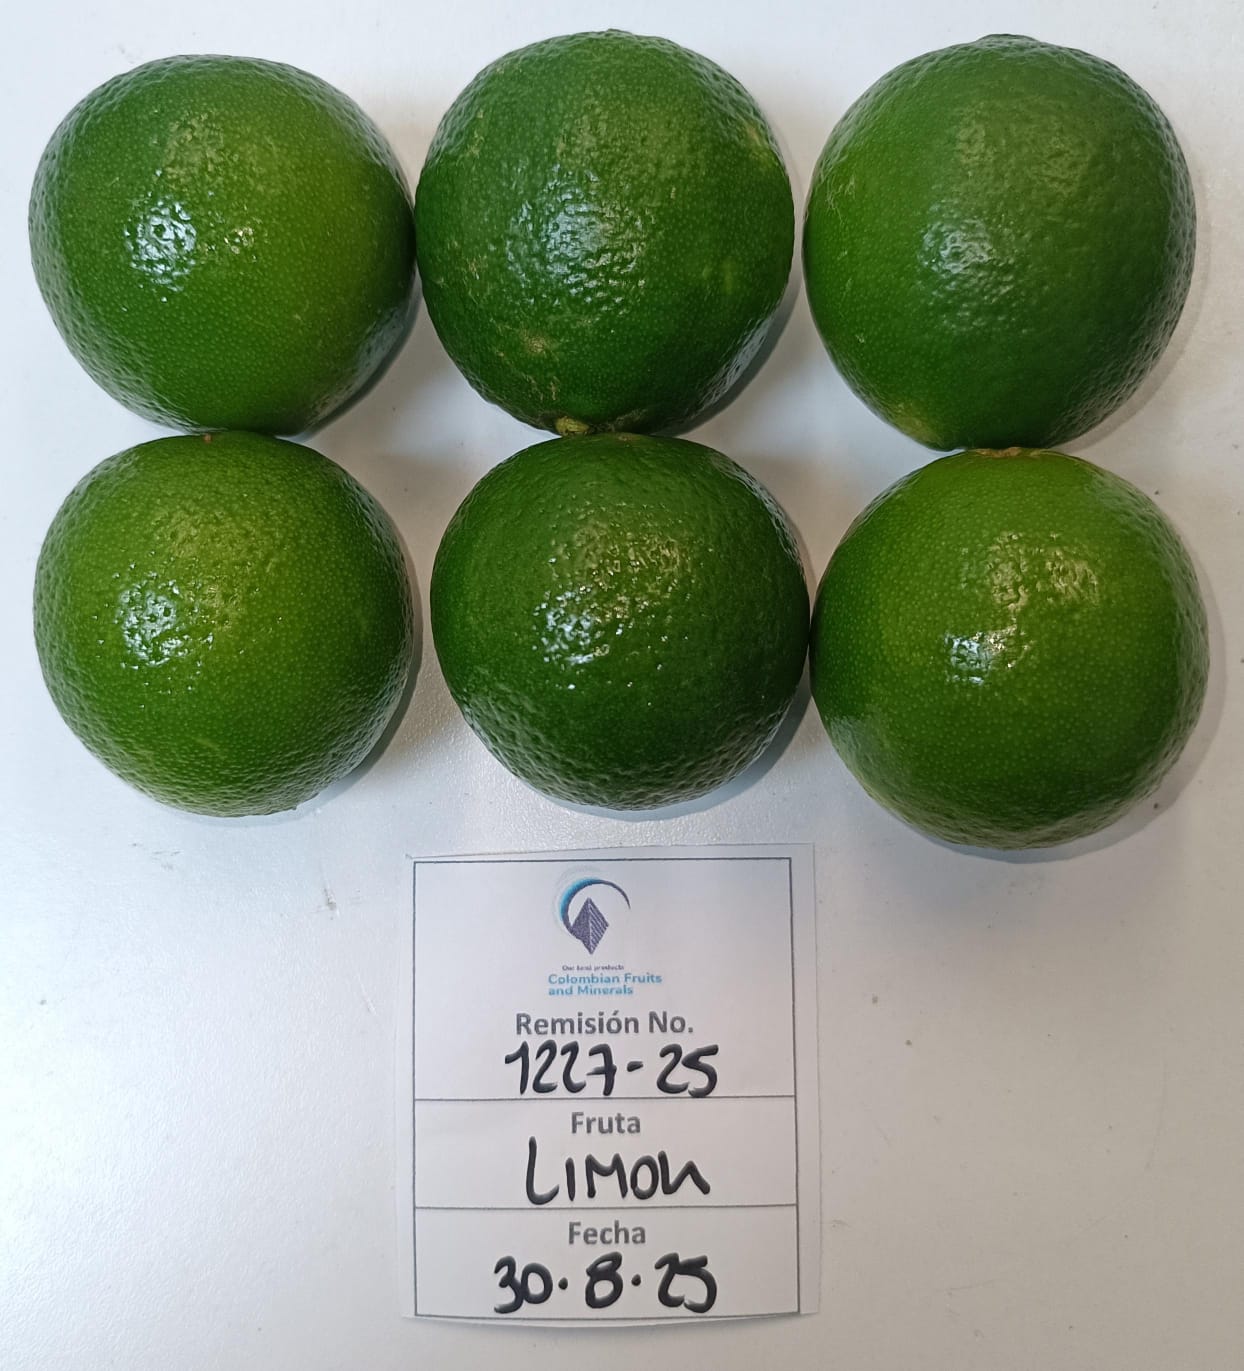 Our best products
Colombian Fruits
and Minerals
Remisión No.
1227-25
Fruta
LIMON
Fecha
30.8.25